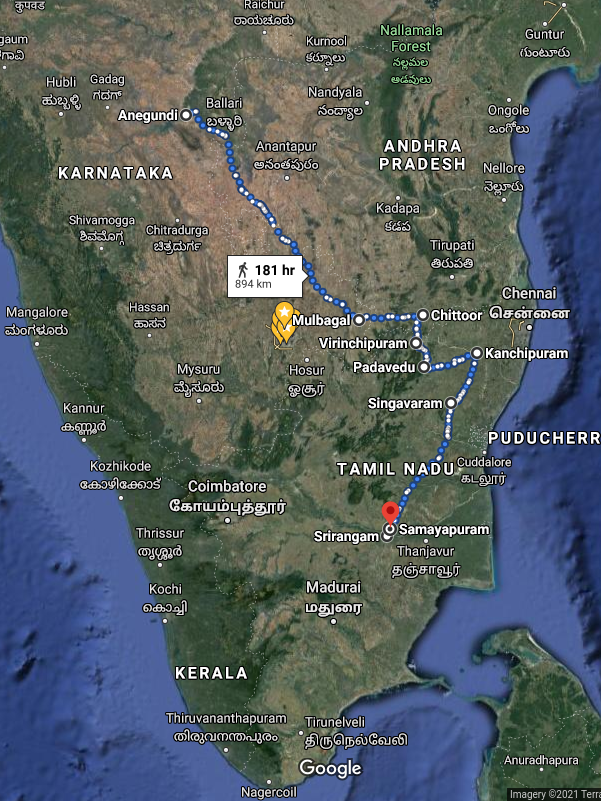 కుపవడ
Raichur
ರಾಯಚೂರು
Nallamala
Forest
నల్లమల
అడవులు
Guntur
గుంటూరు
gaum
ಗಾವಿ
Kurnool
కర్నూలు
Hubli
ಹುಬ್ಬಳ್ಳಿ
Gadag
ಗದಗ್
Nandyala
నంద్యాల
Ballari
ಬಳ್ಳಾರಿ
Anegundi
Ongole
ఒంగోలు
Anantapur
అనంతపురం
ANDHRA
PRADESH
KARNATAKA
Nellore
నెల్లూరు
Kadapa
కడప
Shivamogga
ಶಿವಮೊಗ್ಗ
Chitradurga
ಚಿತ್ರದುರ್ಗ
Tirupati
తిరుపతి
181 hr
894 km
Chennai
சென்னை
Mangalore
ಮಂಗಳೂರು
Hassan
ಹಾಸನ
Mulbagal
Chittoor
Virinchipuram
Kanchipuram
Padavedu
Mysuru
ಮೈಸೂರು
Hosur
ஓசூர்
Singavaram
Kannur
കണ്ണൂർ
PUDUCHERR
Kozhikode
കോഴിക്കോട്
TAMIL NADU
Cuddalore
கடலூர்
Coimbatore
கோயம்புத்தூர்
Thrissur
തൃശ്ശൂർ
Samayapuram
Srirangam
Thanjavur
தஞ்சாவூர்
Kochi
കൊച്ചി
Madurai
மதுரை
KERALA
Thiruvananthapuram
തിരുവനന്തപുരം
Tirunelveli
திருநெல்வேலி
Google
Anuradhapura
Nagercoil
Imagery ©2021 Terra